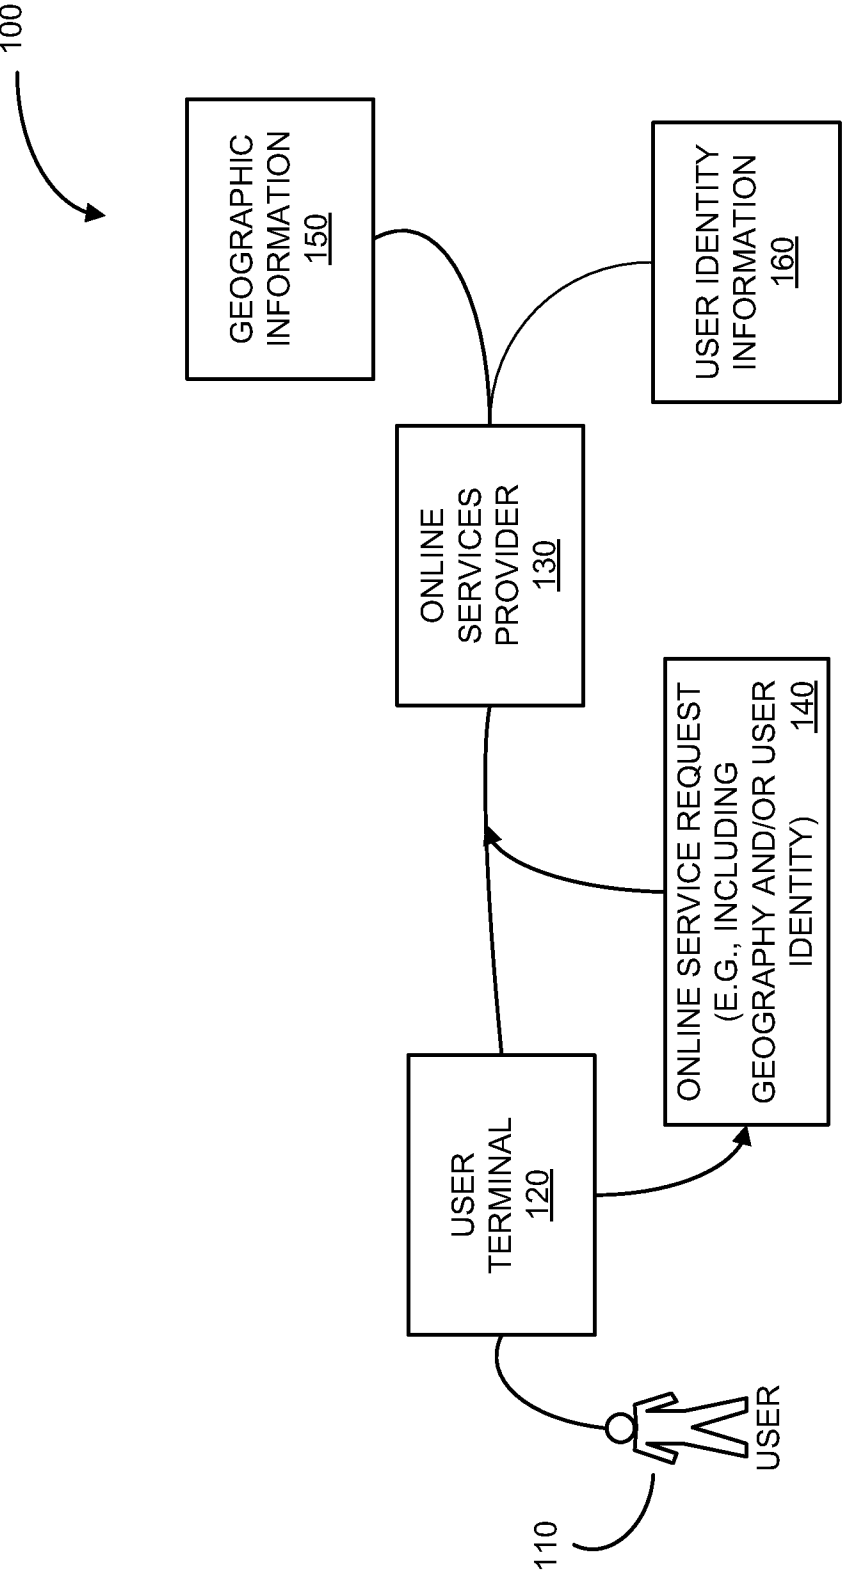 100
GEOGRAPHIC
INFORMATION
150
USER IDENTITY
INFORMATION
160
ONLINE
SERVICES
PROVIDER
130
ONLINE SERVICE REQUEST
(E.G., INCLUDING
GEOGRAPHY AND/OR USER
IDENTITY)
140
USER
TERMINAL
120
USER
110